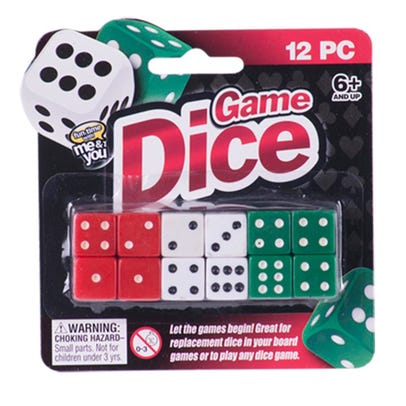 12 PC
Game
Dice
6+
AND UP
fun time
me & 
you
WARNING:
CHOKING HAZARD–
Small parts. Not for
children under 3 yrs.
0-3
Let the games begin! Great for
replacement dice in your board
games or to play any dice game.